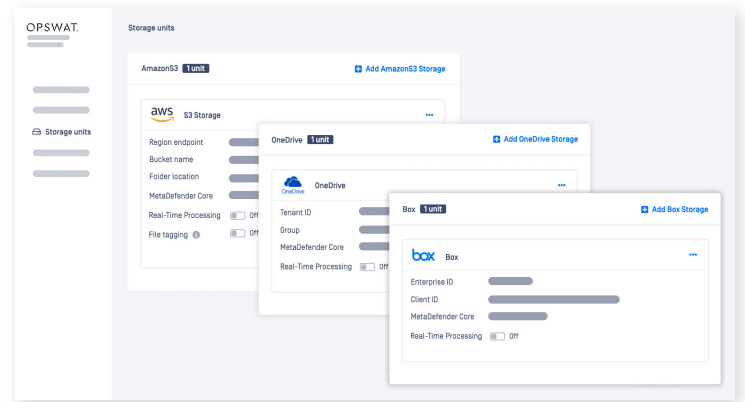 OPSWAT.
Storage units
Storage units
AmazonS3 1 unit
Add AmazonS3 Storage
aws S3 Storage
Region endpoint
Bucket name
Folder location
MetaDefender Core
Real-Time Processing Off
File tagging Off
OneDrive 1 unit
Add OneDrive Storage
OneDrive OneDrive
Tenant ID
Group
MetaDefender Core
Real-Time Processing Off
Box 1 unit
Add Box Storage
box Box
Enterprise ID
Client ID
MetaDefender Core
Real-Time Processing Off